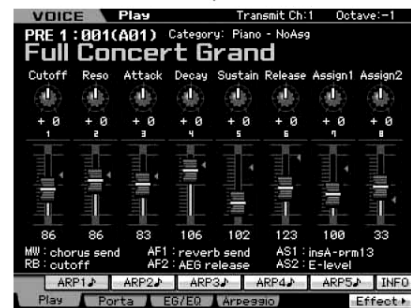 VOICE Play Transmit Ch:1 Octave:-1
PRE 1:001(A01) Category: Piano - NoAsg
Full Concert Grand
Cutoff Reso Attack Decay Sustain Release Assign1 Assign2
+ 0 + 0 + 0 + 0 + 0 + 0 + 0 + 0
1 2 3 4 5 6 7 8
86 86 83 106 102 123 100 33
MW : chorus send AF1 : reverb send AS1 : insA-prm13
RB : cutoff AF2 : AEG release AS2 : E-level
ARP1♪ ARP2♪ ARP3♪ ARP4♪ ARP5♪ INFO
Play Porta EG/EQ Arpeggio Effect